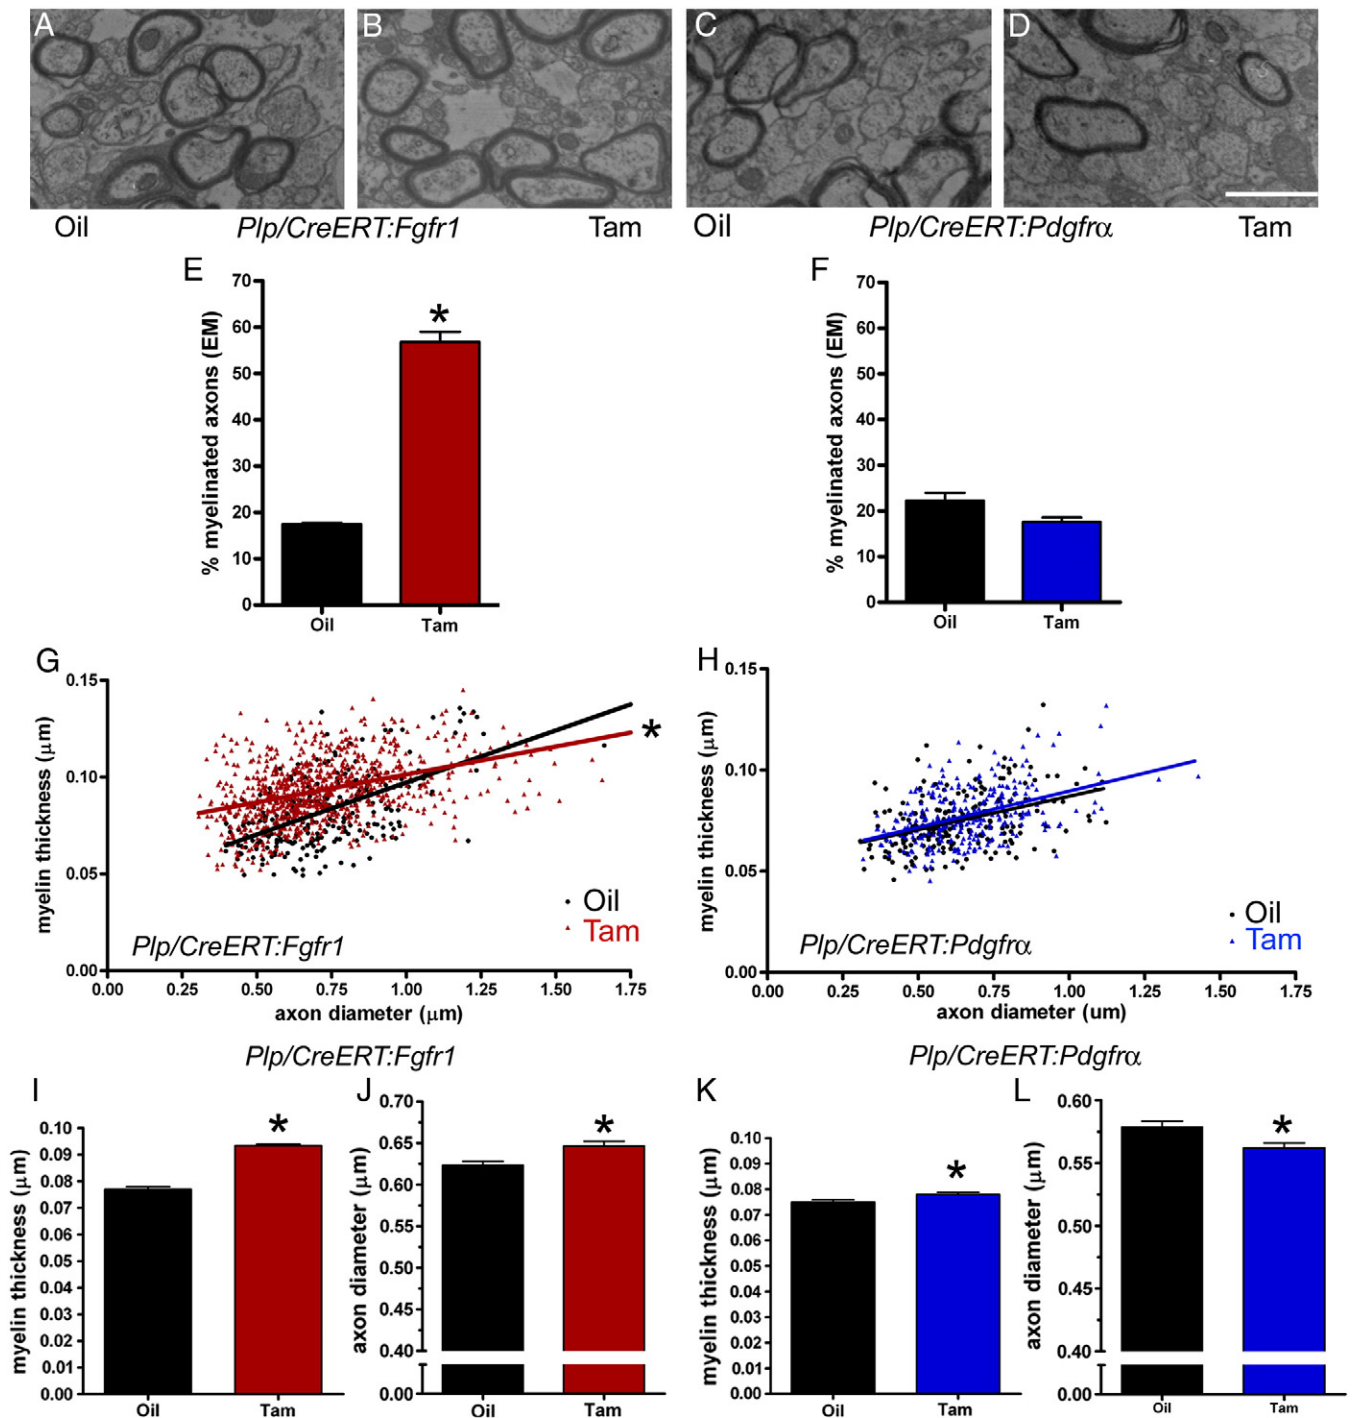 A B C D
Oil Plp/CreERT:Fgfr1 Tam Oil Plp/CreERT:Pdgfrα Tam
E
70
60
50
40
30
20
10
0
% myelinated axons (EM)
*
Oil Tam
F
70
60
50
40
30
20
10
0
% myelinated axons (EM)
Oil Tam
G
0.15
0.10
0.05
0.00
myelin thickness (μm)
*
Oil
Tam
Plp/CreERT:Fgfr1
0.00 0.25 0.50 0.75 1.00 1.25 1.50 1.75
axon diameter (μm)
H
0.15
0.10
0.05
0.00
myelin thickness (μm)
Oil
Tam
Plp/CreERT:Pdgfrα
0.00 0.25 0.50 0.75 1.00 1.25 1.50 1.75
axon diameter (um)
Plp/CreERT:Fgfr1 Plp/CreERT:Pdgfrα
I
0.10
0.09
0.08
0.07
0.06
0.05
0.04
0.03
0.02
0.01
0.00
myelin thickness (μm)
*
Oil Tam
J
0.70
0.65
0.60
0.55
0.50
0.45
0.40
0.00
axon diameter (μm)
*
Oil Tam
K
0.10
0.09
0.08
0.07
0.06
0.05
0.04
0.03
0.02
0.01
0.00
myelin thickness (μm)
*
Oil Tam
L
0.60
0.55
0.50
0.45
0.40
0.00
axon diameter (μm)
*
Oil Tam